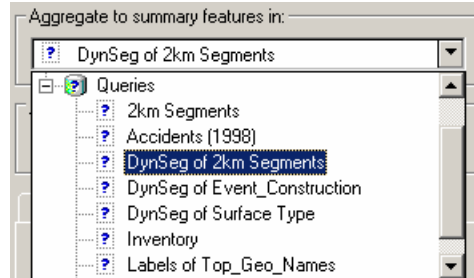 Aggregate to summary features in:
DynSeg of 2km Segments
Queries
2km Segments
Accidents (1998)
DynSeg of 2km Segments
DynSeg of Event_Construction
DynSeg of Surface Type
Inventory
Labels of Top_Geo_Names